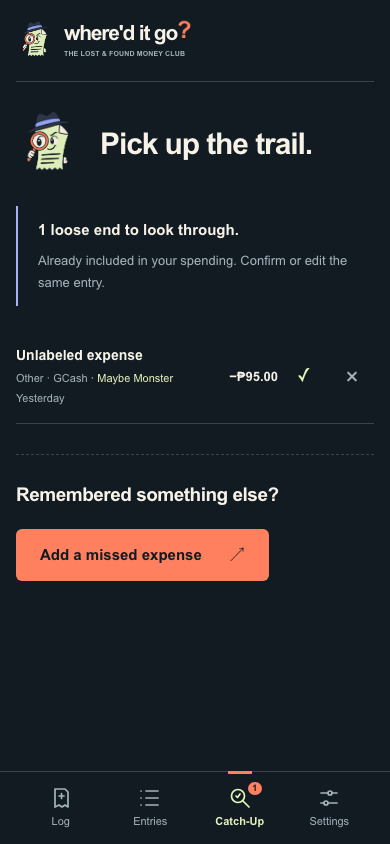 where'd it go?
THE LOST & FOUND MONEY CLUB
Pick up the trail.
1 loose end to look through.
Already included in your spending. Confirm or edit the
same entry.
Unlabeled expense
Other · GCash · Maybe Monster
−₱95.00
Yesterday
Remembered something else?
Add a missed expense
1
Log
Entries
Catch-Up
Settings